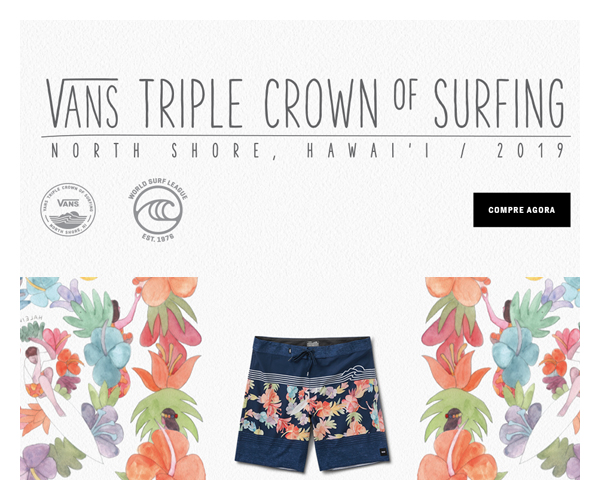 VANS TRIPLE CROWN OF SURFING
NORTH SHORE, HAWAI'I / 2019
VANS TRIPLE CROWN OF SURFING
VANS
NORTH SHORE, HI
WORLD SURF LEAGUE
EST. 1976
COMPRE AGORA